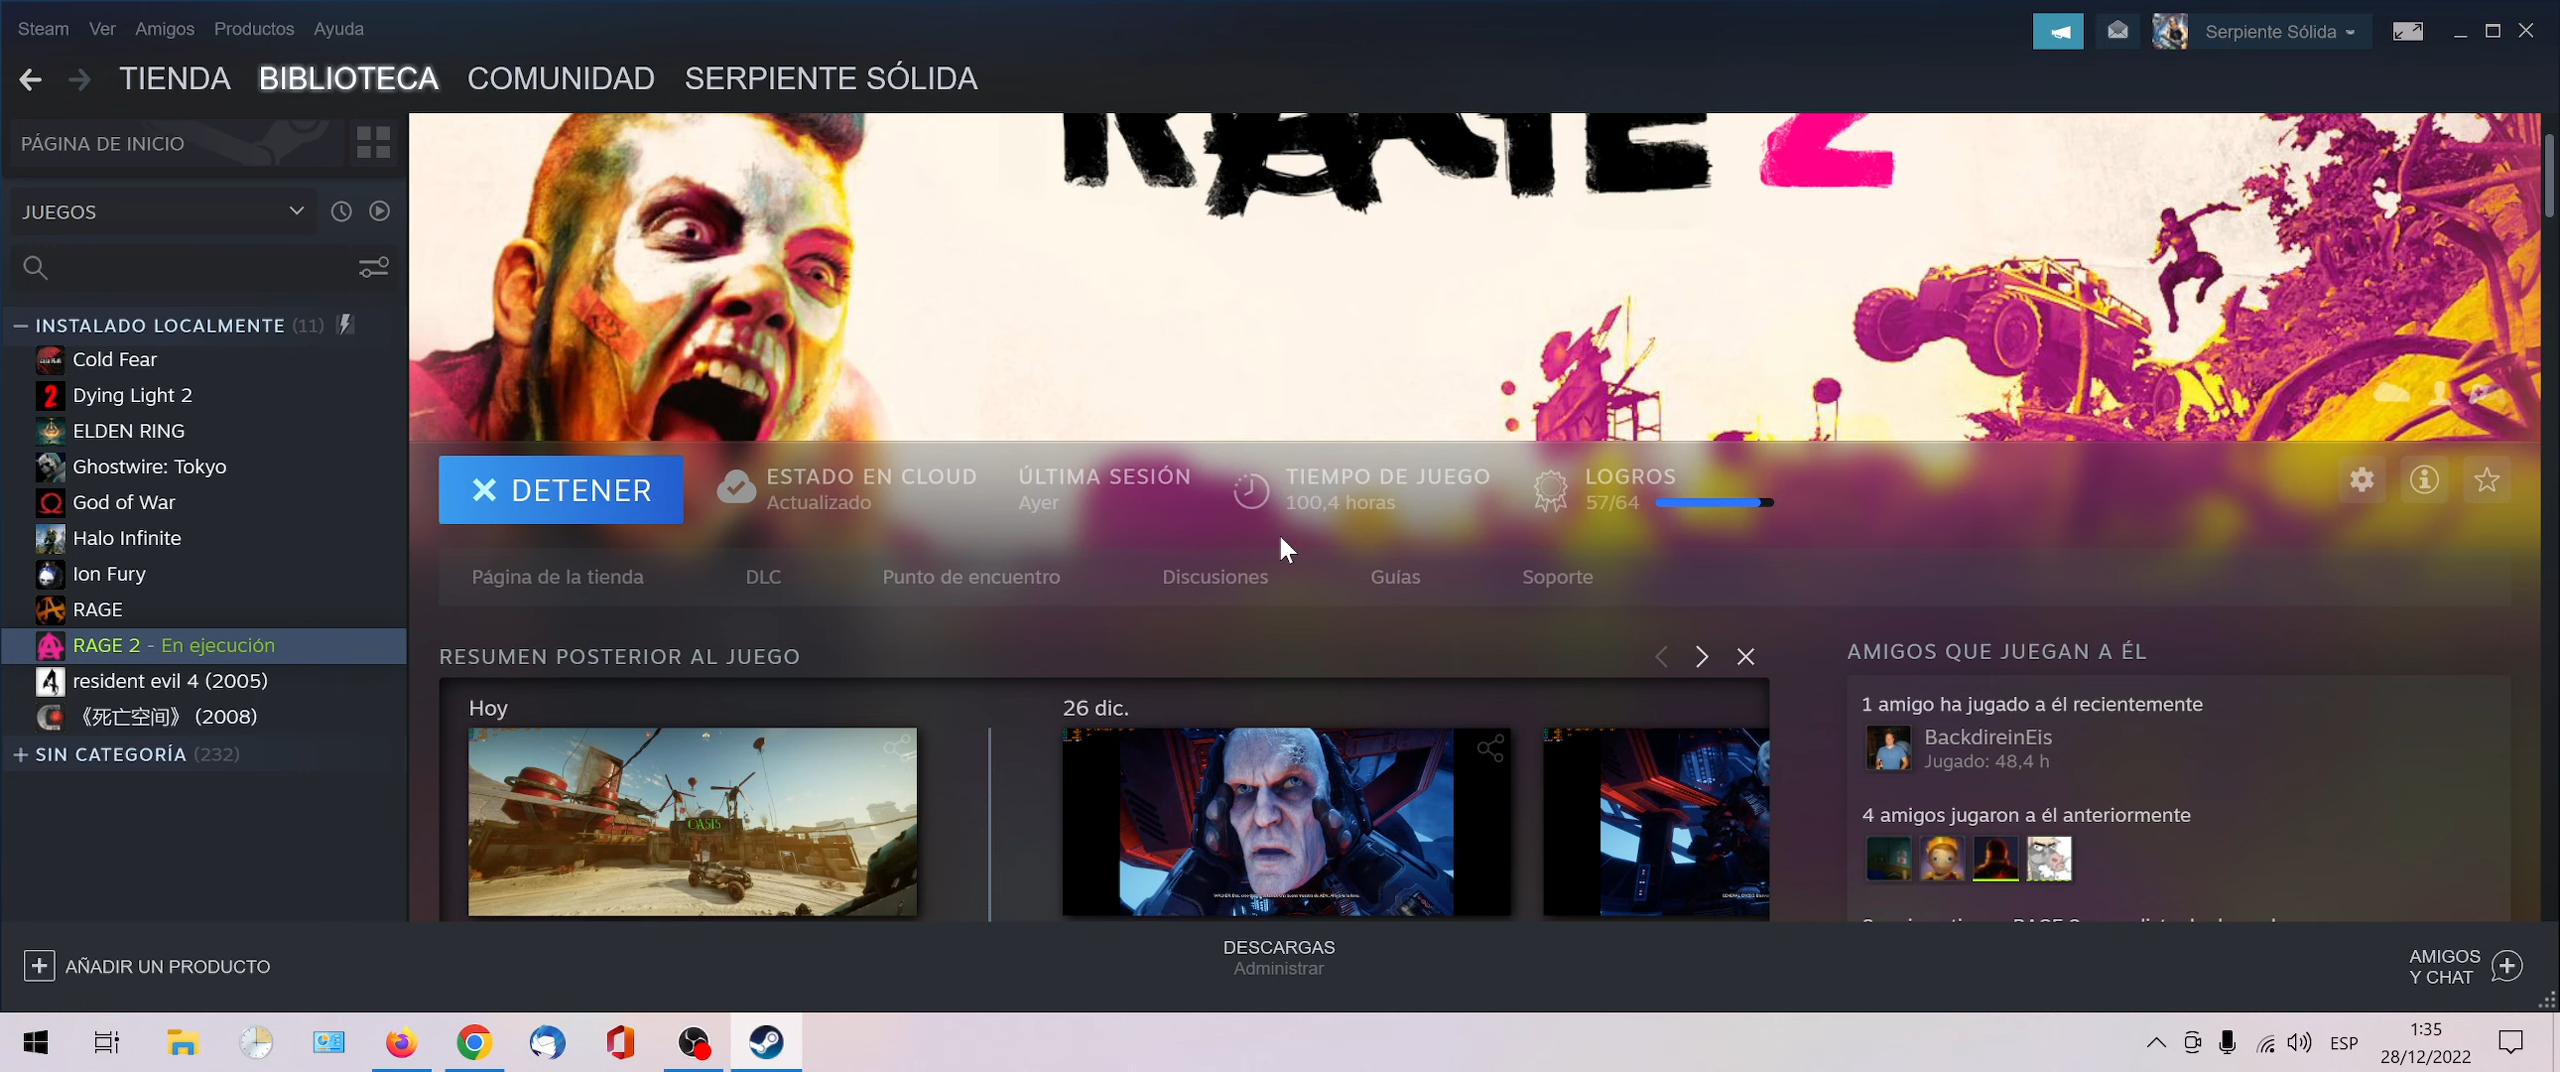 Steam Ver Amigos Productos Ayuda
Serpiente Sólida
TIENDA BIBLIOTECA COMUNIDAD SERPIENTE SÓLIDA
PÁGINA DE INICIO
JUEGOS
INSTALADO LOCALMENTE (11)
Cold Fear
Dying Light 2
ELDEN RING
Ghostwire: Tokyo
God of War
Halo Infinite
Ion Fury
RAGE
RAGE 2 - En ejecución
resident evil 4 (2005)
《死亡空间》 (2008)
SIN CATEGORÍA (232)
RAGE 2
DETENER
ESTADO EN CLOUD
Actualizado
ÚLTIMA SESIÓN
Ayer
TIEMPO DE JUEGO
100,4 horas
LOGROS
57/64
Página de la tienda DLC Punto de encuentro Discusiones Guías Soporte
RESUMEN POSTERIOR AL JUEGO
Hoy
OASIS
26 dic.
AMIGOS QUE JUEGAN A ÉL
1 amigo ha jugado a él recientemente
BackdireinEis
Jugado: 48,4 h
4 amigos jugaron a él anteriormente
AÑADIR UN PRODUCTO
DESCARGAS
Administrar
AMIGOS
Y CHAT
ESP
1:35
28/12/2022